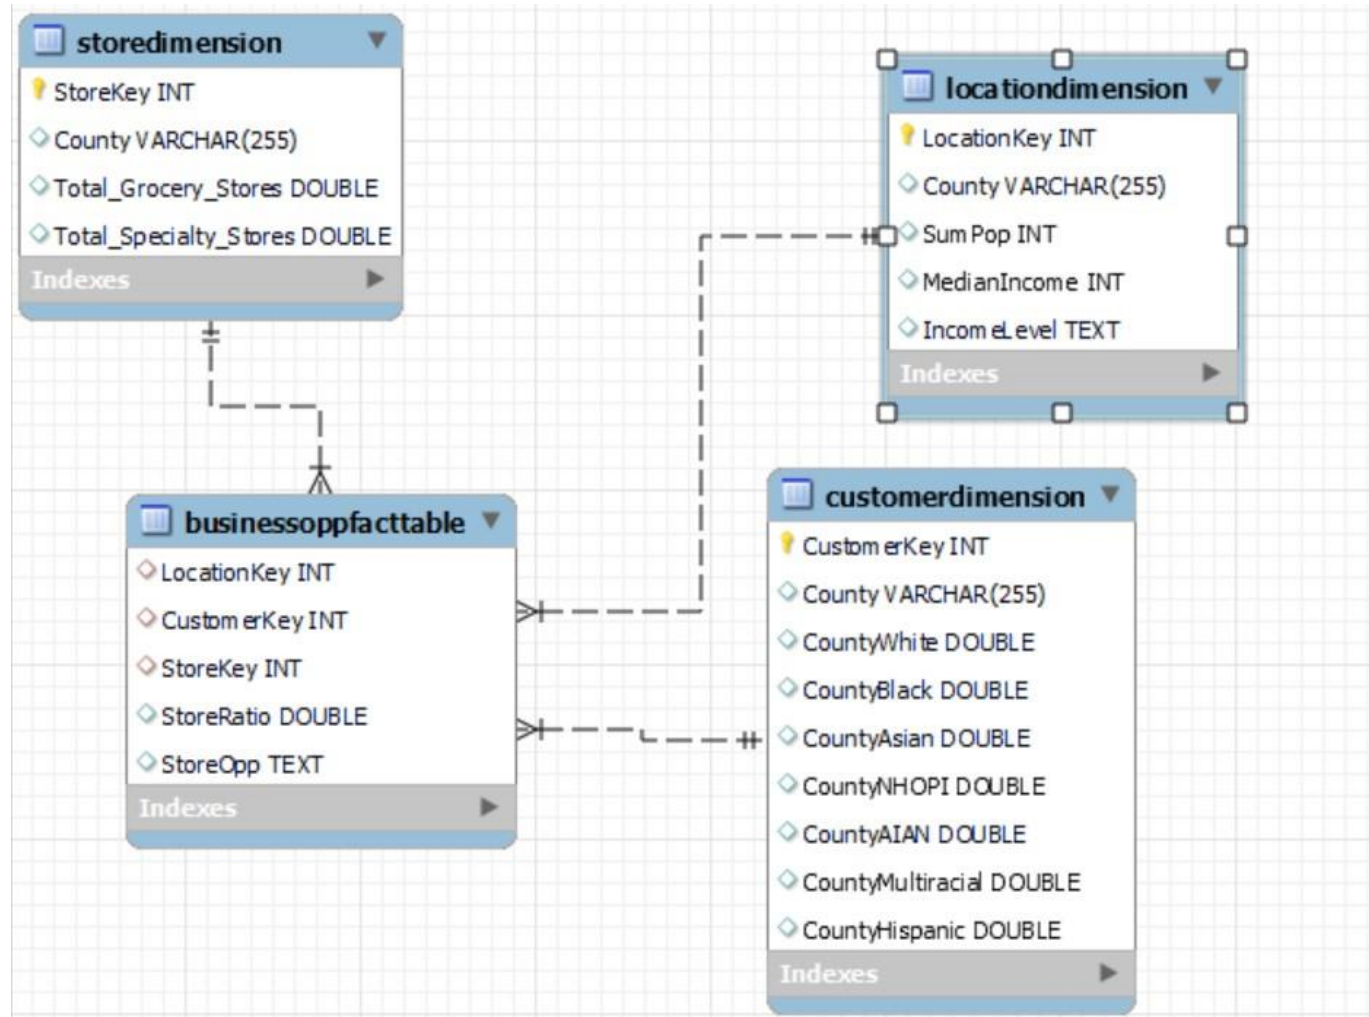 storedimension
StoreKey INT
County VARCHAR(255)
Total_Grocery_Stores DOUBLE
Total_Specialty_Stores DOUBLE
Indexes
locationdimension
LocationKey INT
County VARCHAR(255)
SumPop INT
MedianIncome INT
IncomeLevel TEXT
Indexes
businessoppfacttable
LocationKey INT
CustomerKey INT
StoreKey INT
StoreRatio DOUBLE
StoreOpp TEXT
Indexes
customerdimension
CustomerKey INT
County VARCHAR(255)
CountyWhite DOUBLE
CountyBlack DOUBLE
CountyAsian DOUBLE
CountyNHOPI DOUBLE
CountyAIAN DOUBLE
CountyMultiracial DOUBLE
CountyHispanic DOUBLE
Indexes